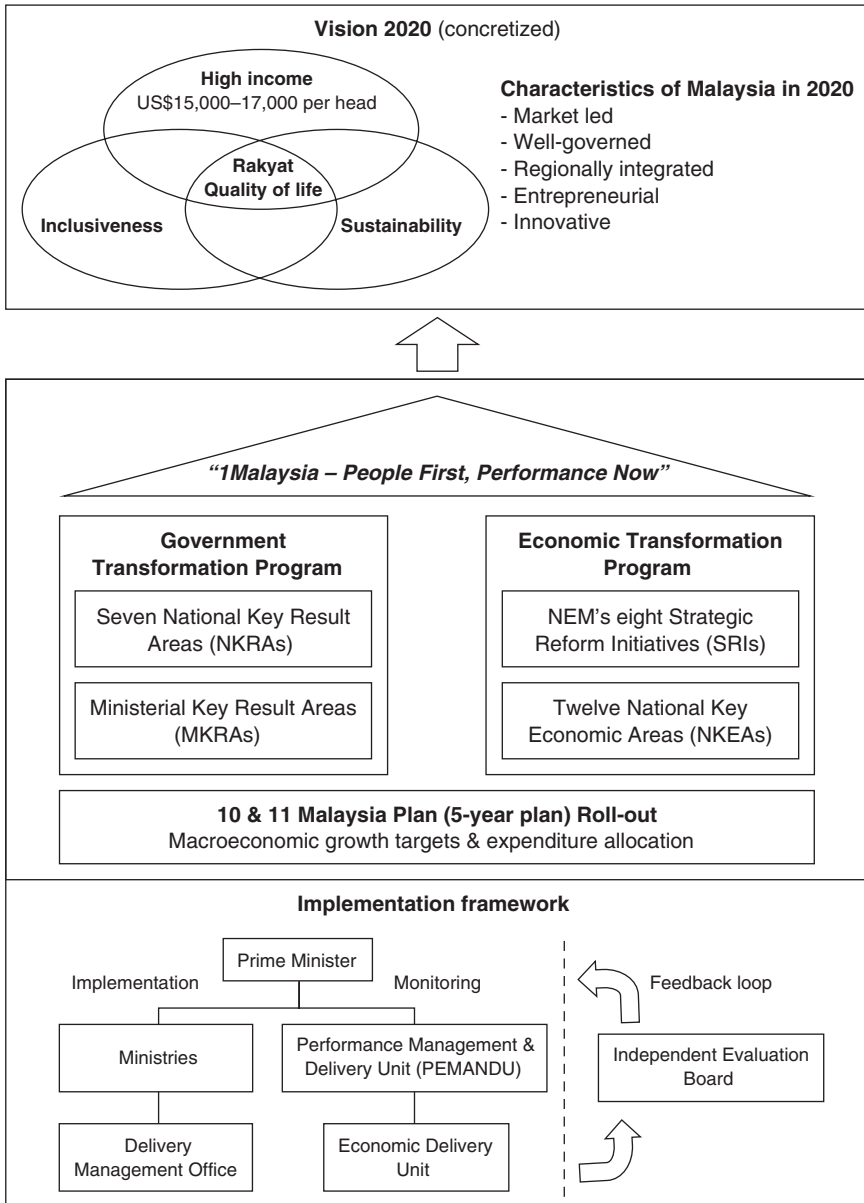 Vision 2020 (concretized)
High income
US$15,000–17,000 per head
Rakyat
Quality of life
Inclusiveness
Sustainability
Characteristics of Malaysia in 2020
- Market led
- Well-governed
- Regionally integrated
- Entrepreneurial
- Innovative
“1Malaysia – People First, Performance Now”
Government
Transformation Program
Seven National Key Result
Areas (NKRAs)
Ministerial Key Result Areas
(MKRAs)
Economic Transformation
Program
NEM’s eight Strategic
Reform Initiatives (SRIs)
Twelve National Key
Economic Areas (NKEAs)
10 & 11 Malaysia Plan (5-year plan) Roll-out
Macroeconomic growth targets & expenditure allocation
Implementation framework
Prime Minister
Implementation
Monitoring
Feedback loop
Ministries
Performance Management &
Delivery Unit (PEMANDU)
Independent Evaluation
Board
Delivery
Management Office
Economic Delivery
Unit